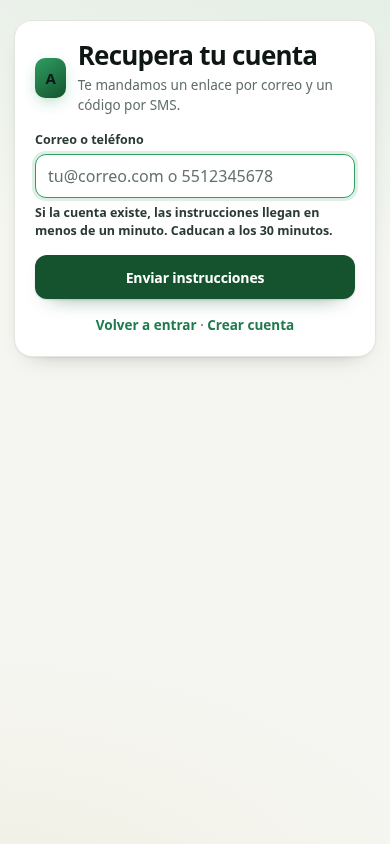 A
Recupera tu cuenta
Te mandamos un enlace por correo y un
código por SMS.
Correo o teléfono
tu@correo.com o 5512345678
Si la cuenta existe, las instrucciones llegan en
menos de un minuto. Caducan a los 30 minutos.
Enviar instrucciones
Volver a entrar · Crear cuenta